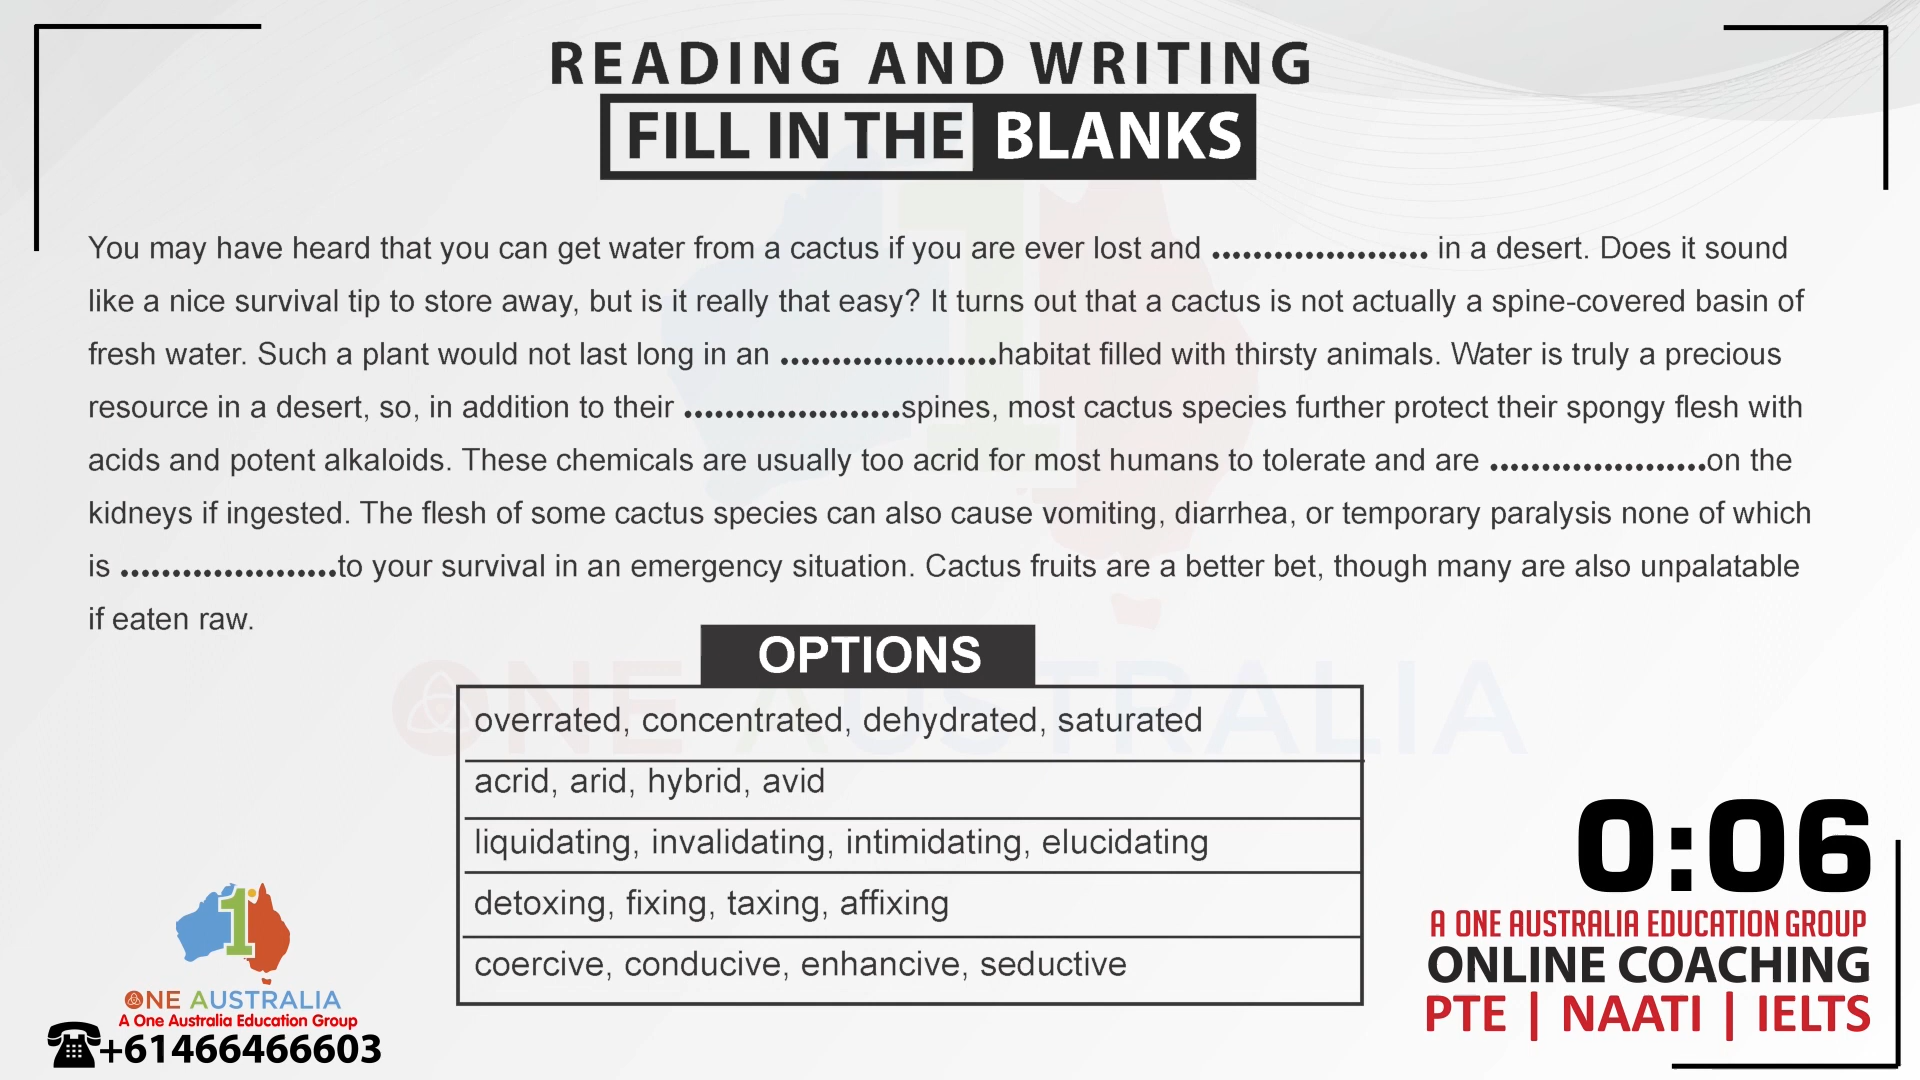 READING AND WRITING
FILL IN THE BLANKS
You may have heard that you can get water from a cactus if you are ever lost and ..................... in a desert. Does it sound
like a nice survival tip to store away, but is it really that easy? It turns out that a cactus is not actually a spine-covered basin of
fresh water. Such a plant would not last long in an .....................habitat filled with thirsty animals. Water is truly a precious
resource in a desert, so, in addition to their .....................spines, most cactus species further protect their spongy flesh with
acids and potent alkaloids. These chemicals are usually too acrid for most humans to tolerate and are .....................on the
kidneys if ingested. The flesh of some cactus species can also cause vomiting, diarrhea, or temporary paralysis none of which
is .....................to your survival in an emergency situation. Cactus fruits are a better bet, though many are also unpalatable
if eaten raw.
OPTIONS
ONE AUSTRALIA
overrated, concentrated, dehydrated, saturated
acrid, arid, hybrid, avid
liquidating, invalidating, intimidating, elucidating
detoxing, fixing, taxing, affixing
coercive, conducive, enhancive, seductive
1
ONE AUSTRALIA
A One Australia Education Group
+61466466603
0:06
A ONE AUSTRALIA EDUCATION GROUP
ONLINE COACHING
PTE | NAATI | IELTS